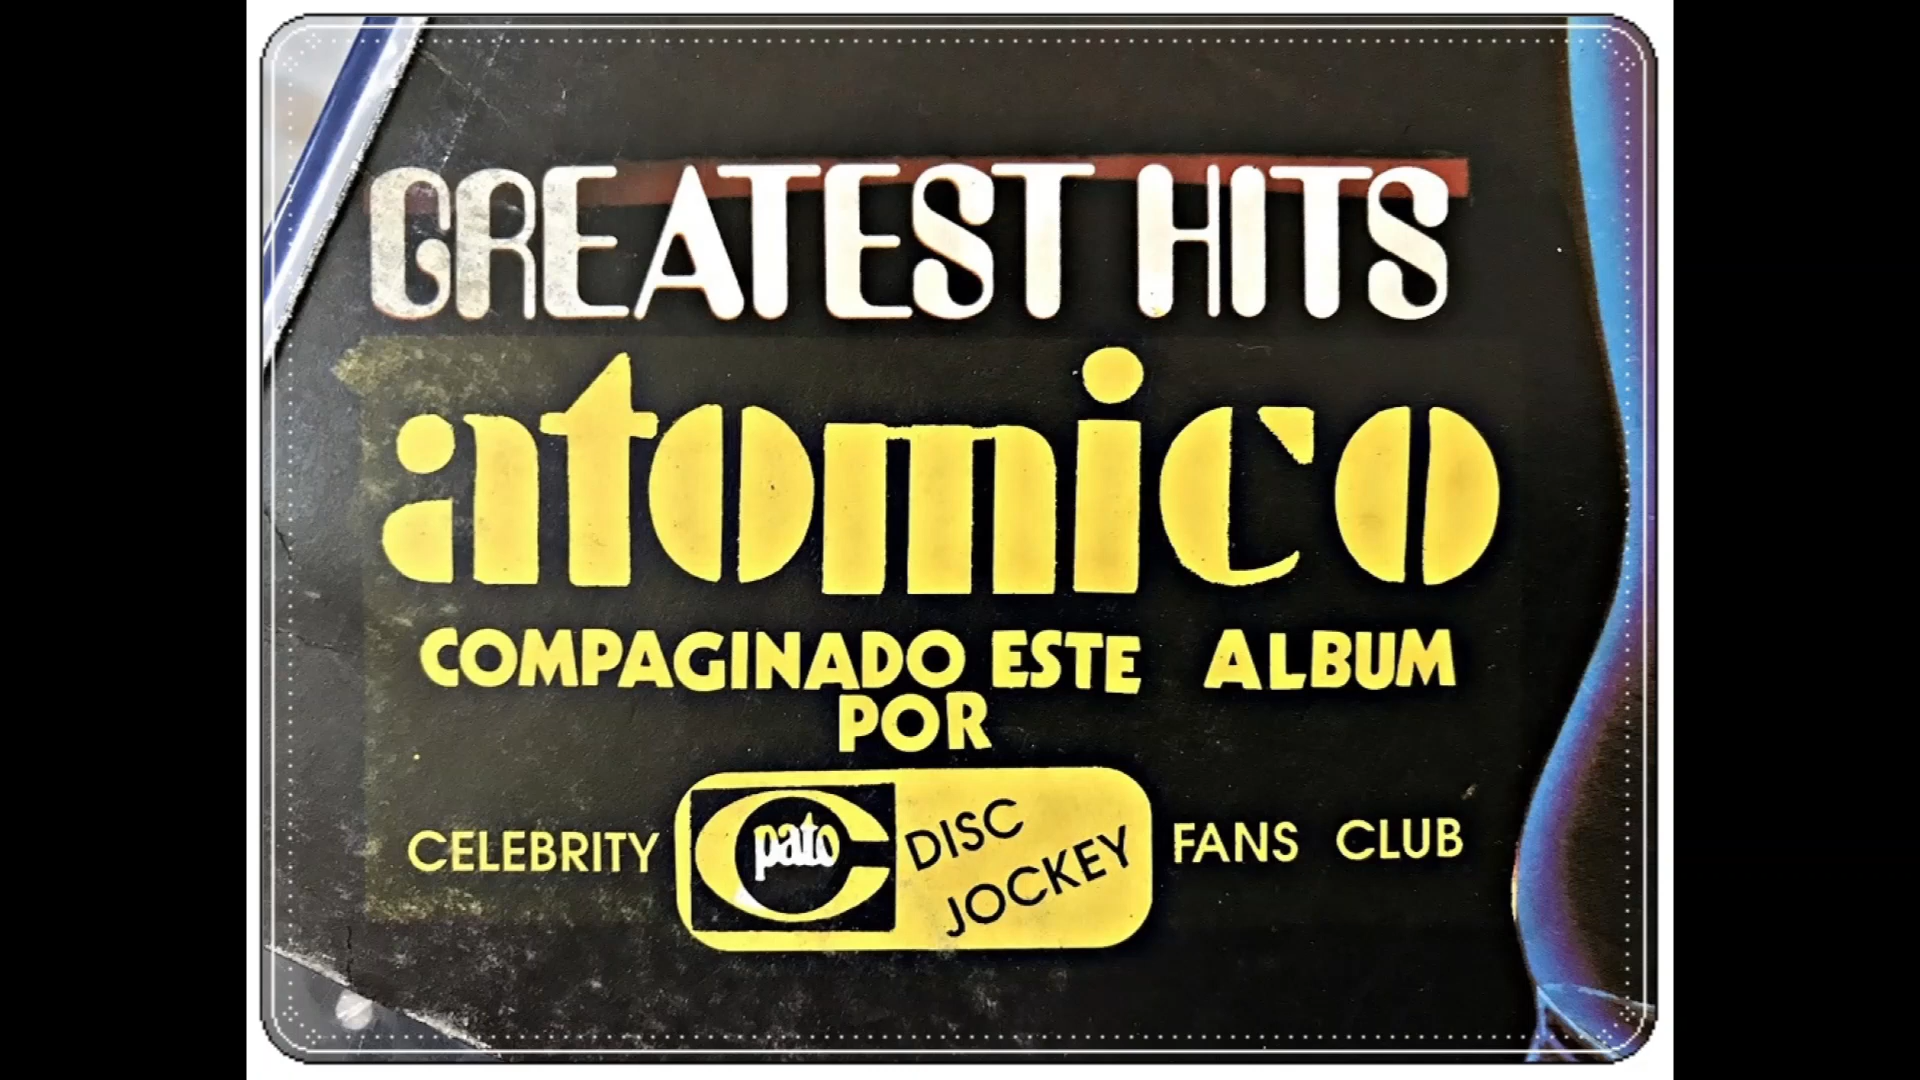 GREATEST HITS
atomico
COMPAGINADO ESTE ALBUM
POR
CELEBRITY pato DISC JOCKEY FANS CLUB